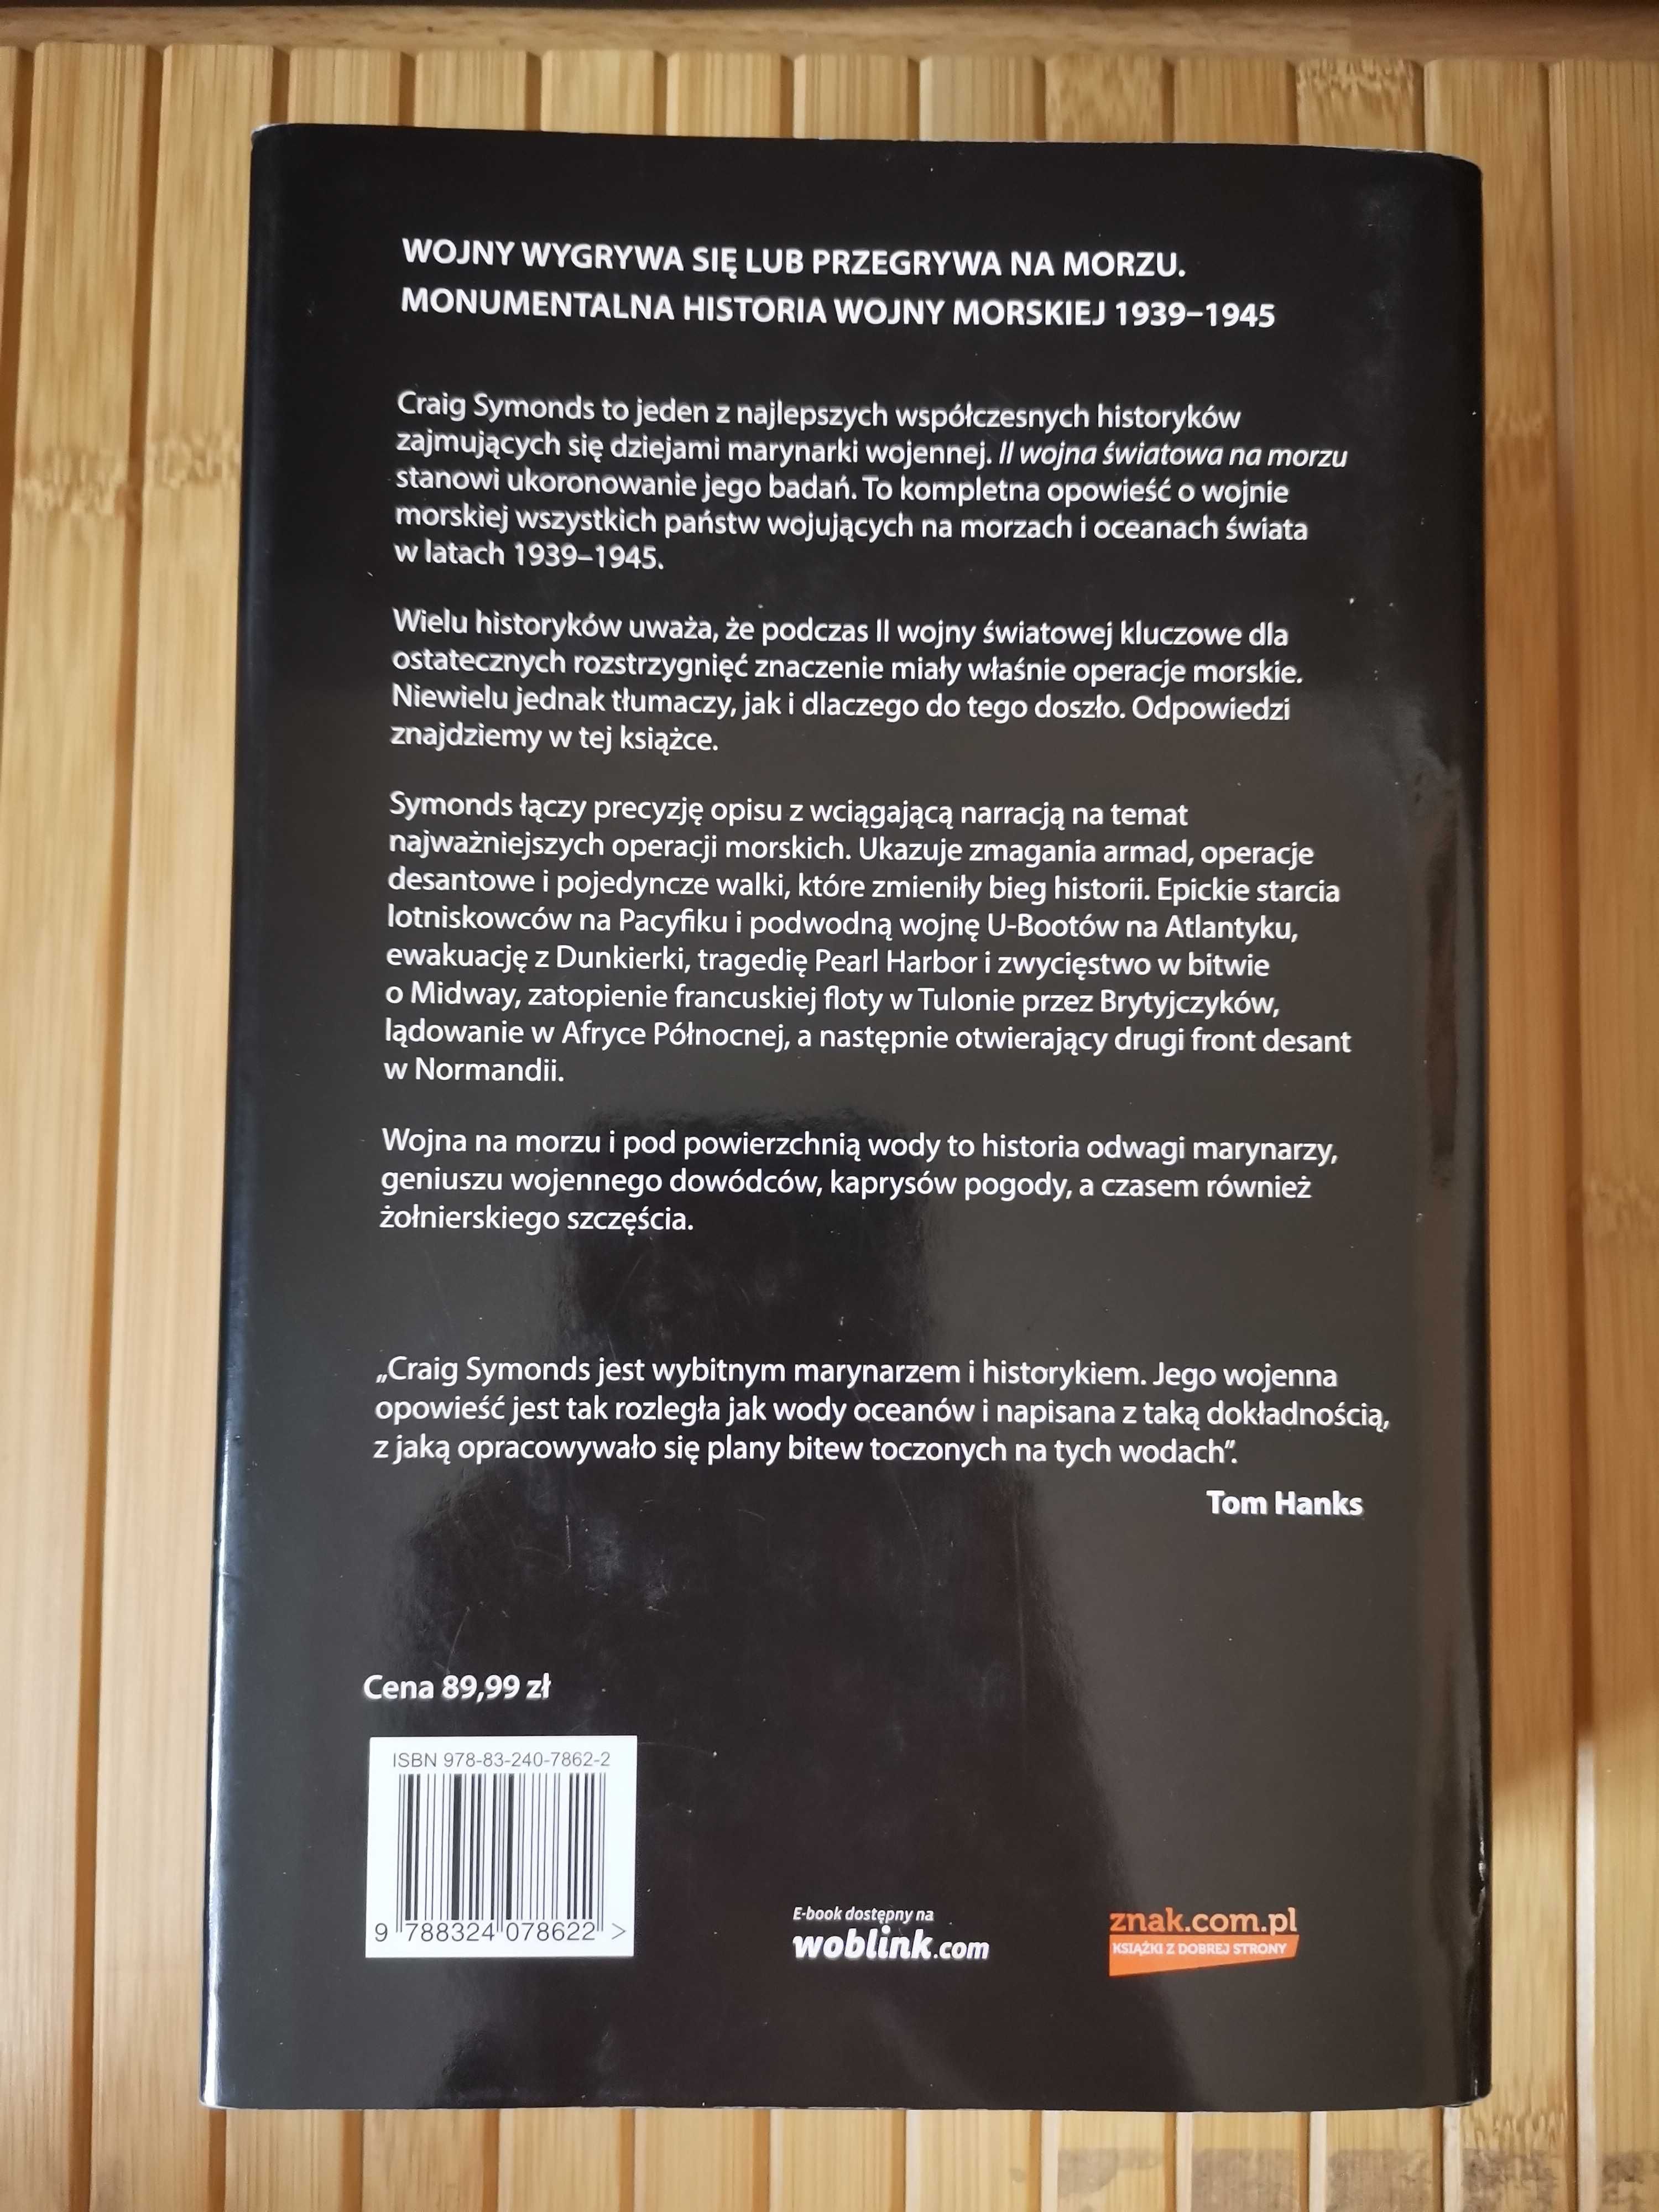 WOJNY WYGRYWA SIĘ LUB PRZEGRYWA NA MORZU.
MONUMENTALNA HISTORIA WOJNY MORSKIEJ 1939–1945
Craig Symonds to jeden z najlepszych współczesnych historyków
zajmujących się dziejami marynarki wojennej. II wojna światowa na morzu
stanowi ukoronowanie jego badań. To kompletna opowieść o wojnie
morskiej wszystkich państw wojujących na morzach i oceanach świata
w latach 1939–1945.
Wielu historyków uważa, że podczas II wojny światowej kluczowe dla
ostatecznych rozstrzygnięć znaczenie miały właśnie operacje morskie.
Niewielu jednak tłumaczy, jak i dlaczego do tego doszło. Odpowiedzi
znajdziemy w tej książce.
Symonds łączy precyzję opisu z wciągającą narracją na temat
najważniejszych operacji morskich. Ukazuje zmagania armad, operacje
desantowe i pojedyncze walki, które zmieniły bieg historii. Epickie starcia
lotniskowców na Pacyfiku i podwodną wojnę U-Bootów na Atlantyku,
ewakuację z Dunkierki, tragedię Pearl Harbor i zwycięstwo w bitwie
o Midway, zatopienie francuskiej floty w Tulonie przez Brytyjczyków,
lądowanie w Afryce Północnej, a następnie otwierający drugi front desant
w Normandii.
Wojna na morzu i pod powierzchnią wody to historia odwagi marynarzy,
geniuszu wojennego dowódców, kaprysów pogody, a czasem również
żołnierskiego szczęścia.
„Craig Symonds jest wybitnym marynarzem i historykiem. Jego wojenna
opowieść jest tak rozległa jak wody oceanów i napisana z taką dokładnością,
z jaką opracowywało się plany bitew toczonych na tych wodach”.
Tom Hanks
Cena 89,99 zł
ISBN 978-83-240-7862-2
9 788324 078622 >
E-book dostępny na
woblink.com
znak.com.pl
KSIĄŻKI Z DOBREJ STRONY